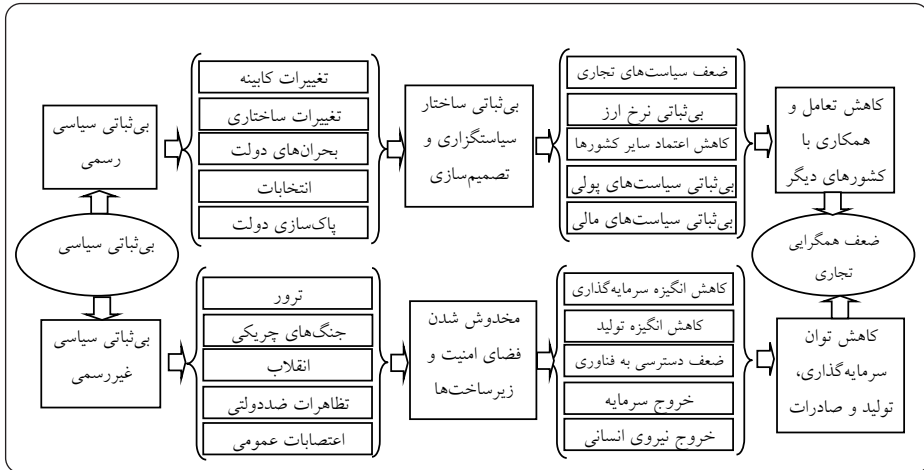 بی‌ثباتی سیاسی
بی‌ثباتی سیاسی
رسمی
تغییرات کابینه
تغییرات ساختاری
بحران‌های دولت
انتخابات
پاک‌سازی دولت
بی‌ثباتی ساختار
سیاستگزاری و
تصمیم‌سازی
ضعف سیاست‌های تجاری
بی‌ثباتی نرخ ارز
کاهش اعتماد سایر کشورها
بی‌ثباتی سیاست‌های پولی
بی‌ثباتی سیاست‌های مالی
کاهش تعامل و
همکاری با
کشورهای دیگر
بی‌ثباتی سیاسی
غیررسمی
ترور
جنگ‌های چریکی
انقلاب
تظاهرات ضددولتی
اعتصابات عمومی
مخدوش شدن
فضای امنیت و
زیرساخت‌ها
کاهش انگیزه سرمایه‌گذاری
کاهش انگیزه تولید
ضعف دسترسی به فناوری
خروج سرمایه
خروج نیروی انسانی
کاهش توان
سرمایه‌گذاری،
تولید و صادرات
ضعف همگرایی
تجاری